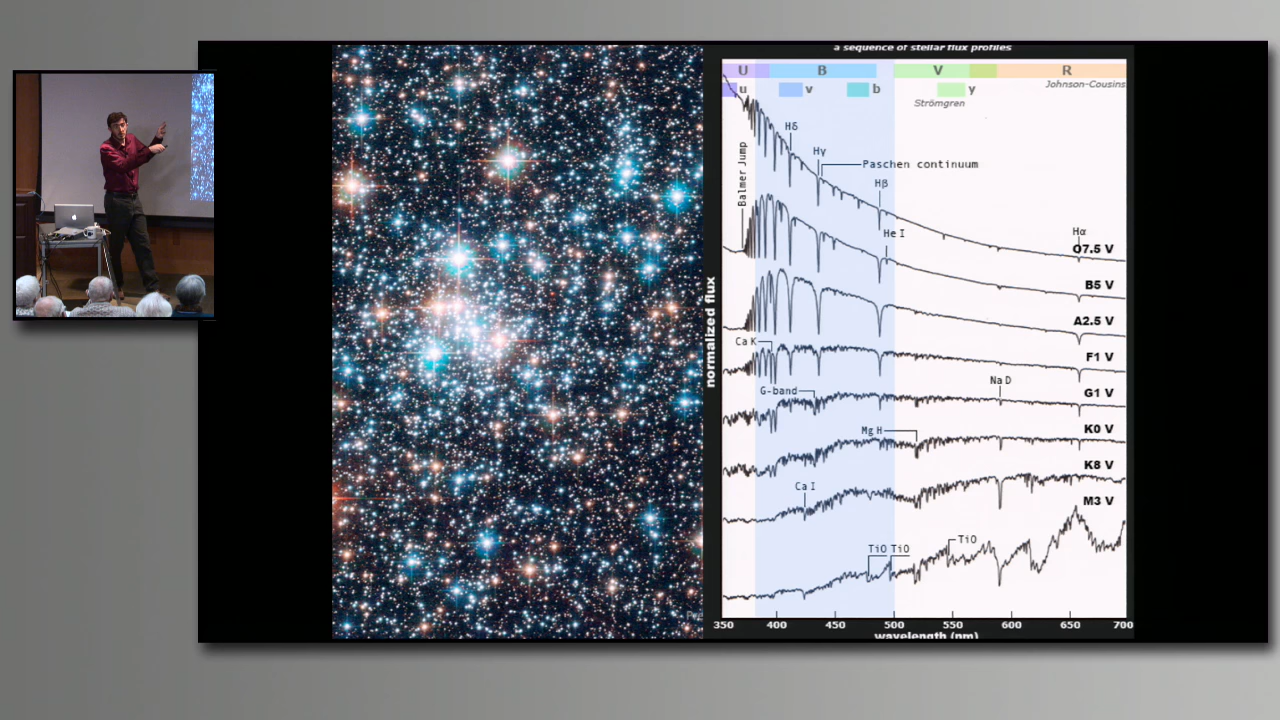 a sequence of stellar flux profiles
U B V R
u v b y
Johnson-Cousins
Strömgren
Hδ
Hγ
Balmer Jump
Paschen continuum
Hβ
He I
Hα
O7.5 V
B5 V
A2.5 V
Ca K
F1 V
Na D
G-band
G1 V
Mg H
K0 V
K8 V
Ca I
M3 V
TiO
TiO TiO
normalized flux
350 400 450 500 550 600 650 700
wavelength (nm)